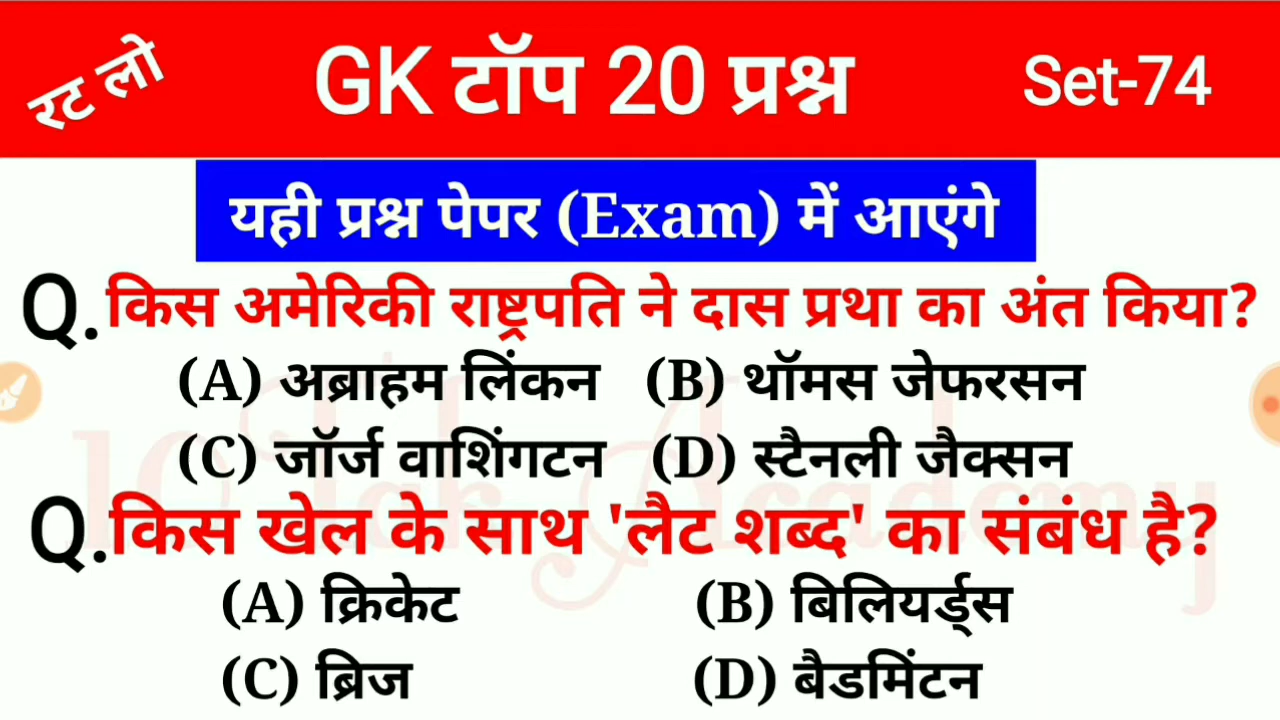 रट लो GK टॉप 20 प्रश्न Set-74
यही प्रश्न पेपर (Exam) में आएंगे
Q.किस अमेरिकी राष्ट्रपति ने दास प्रथा का अंत किया?
(A) अब्राहम लिंकन (B) थॉमस जेफरसन
(C) जॉर्ज वाशिंगटन (D) स्टैनली जैक्सन
Q.किस खेल के साथ 'लैट शब्द' का संबंध है?
(A) क्रिकेट (B) बिलियर्ड्स
(C) ब्रिज (D) बैडमिंटन